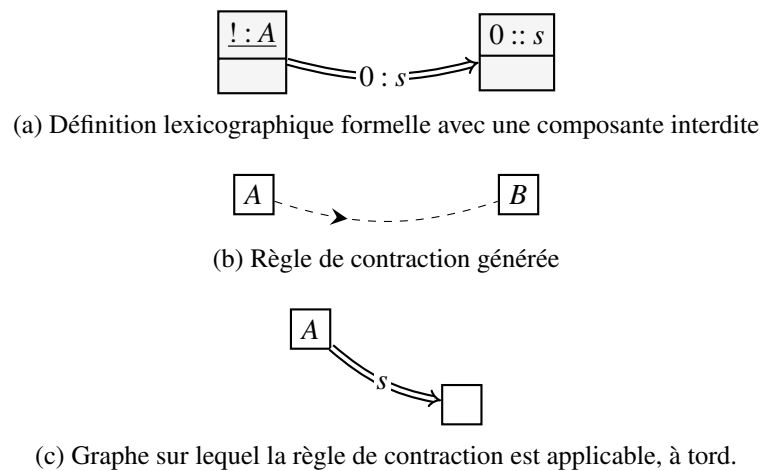 ! : A 0 :: s
0 : s
(a) Définition lexicographique formelle avec une composante interdite
A B
(b) Règle de contraction générée
A
s
(c) Graphe sur lequel la règle de contraction est applicable, à tord.